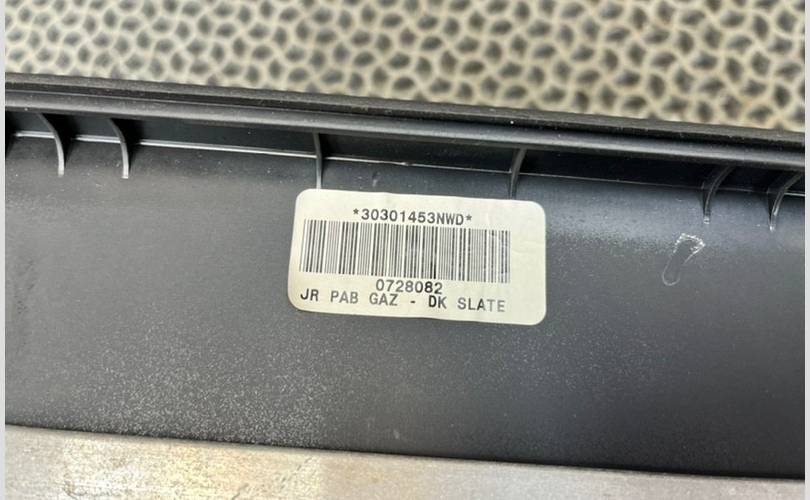 *30301453NWD*
0728082
JR PAB GAZ - DK SLATE